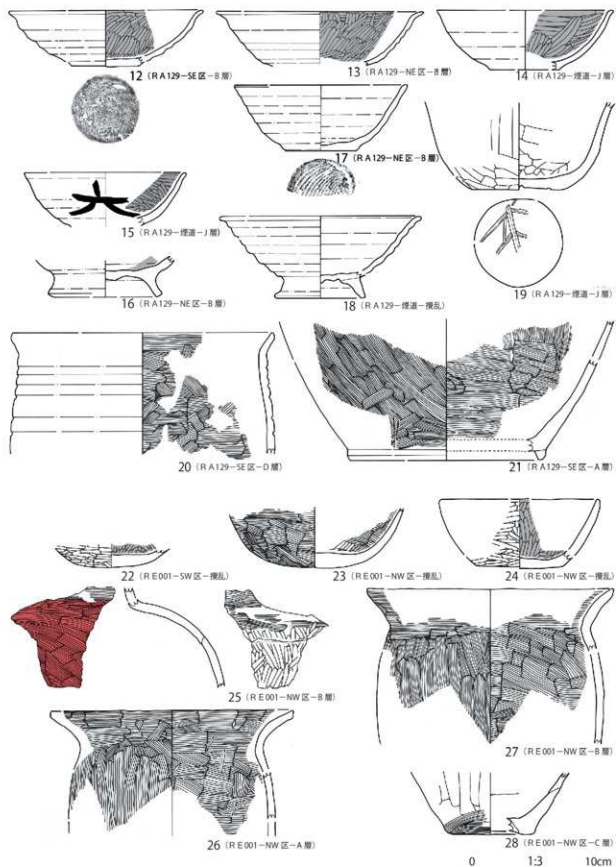 12 (RA129-SE区-B層)
13 (RA129-NE区-B層)
14 (RA129-煙道-J層)
17 (RA129-NE区-B層)
15 (RA129-煙道-J層)
16 (RA129-NE区-B層)
18 (RA129-煙道-撹乱)
19 (RA129-煙道-J層)
20 (RA129-SE区-D層)
21 (RA129-SE区-A層)
22 (RE001-SW区-撹乱)
23 (RE001-NW区-撹乱)
24 (RE001-NW区-撹乱)
25 (RE001-NW区-B層)
27 (RE001-NW区-B層)
26 (RE001-NW区-A層)
28 (RE001-NW区-C層)
0 1:3 10cm